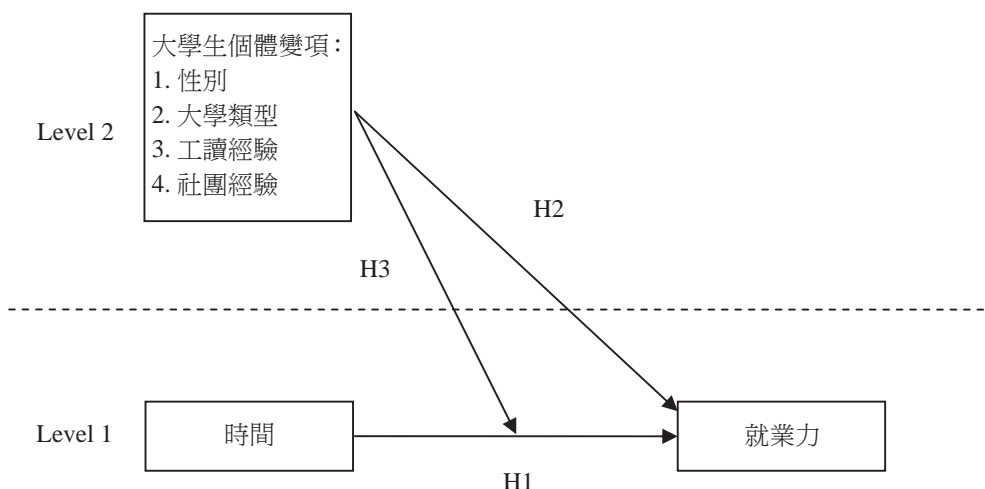 大學生個體變項：
1. 性別
2. 大學類型
3. 工讀經驗
4. 社團經驗
Level 2
H2
H3
Level 1
時間
就業力
H1